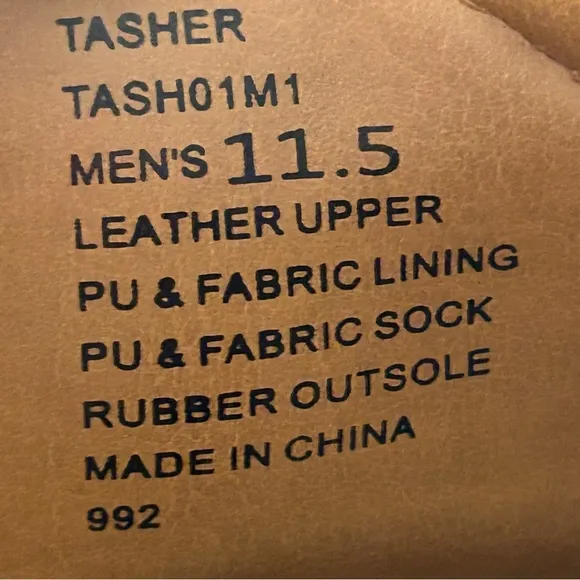 TASHER
TASH01M1
MEN'S 11.5
LEATHER UPPER
PU & FABRIC LINING
PU & FABRIC SOCK
RUBBER OUTSOLE
MADE IN CHINA
992